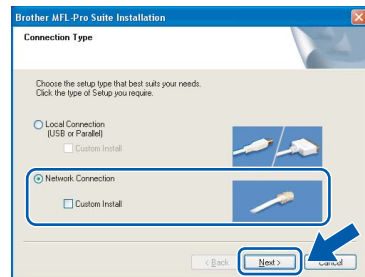 Brother MFL-Pro Suite Installation
Connection Type
Choose the setup type that best suits your needs.
Click the type of Setup you require.
Local Connection
(USB or Parallel)
Custom Install
Network Connection
Custom Install
< Back
Next >
Cancel